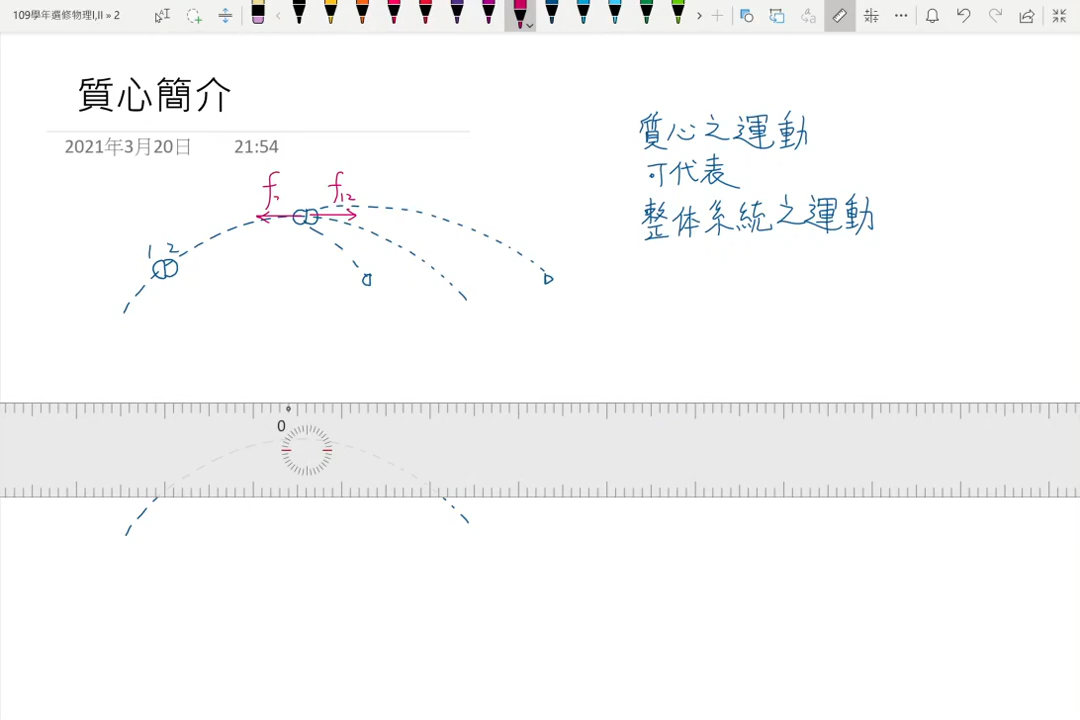 109學年選修物理I,II » 2
質心簡介
2021年3月20日 21:54
質心之運動
可代表
整体系統之運動
f₁₂
1 2
0